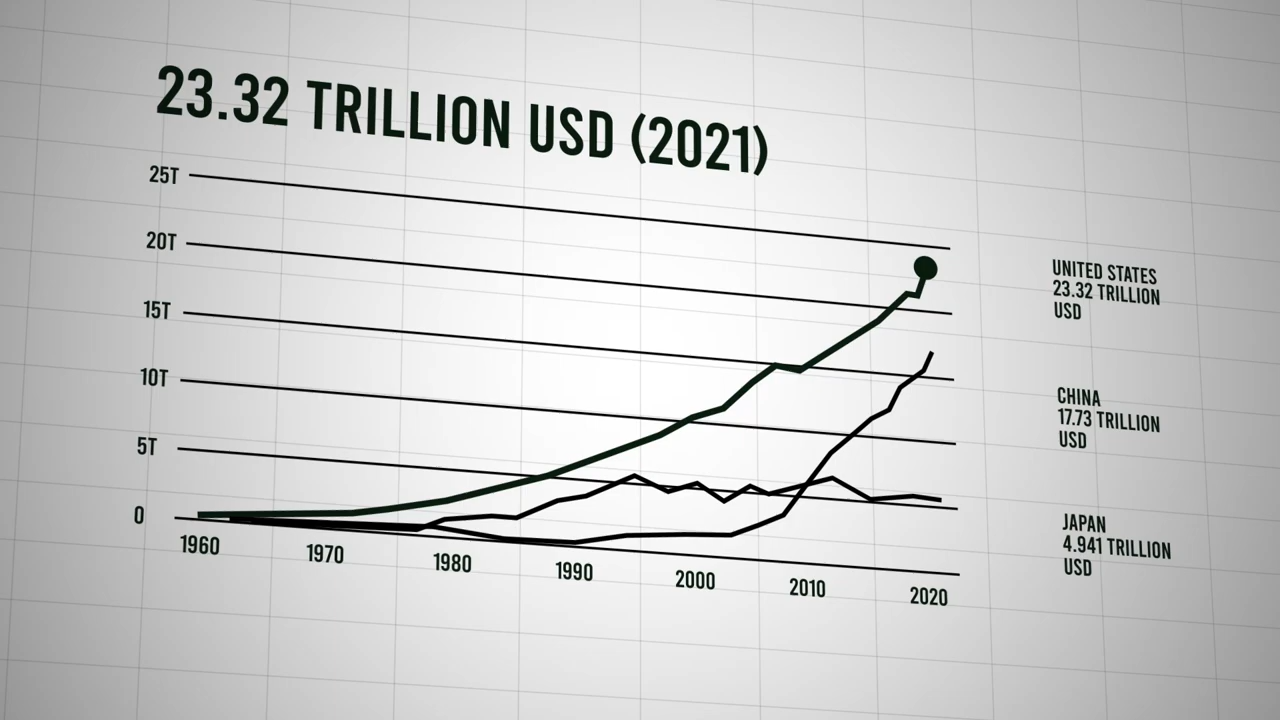 23.32 TRILLION USD (2021)
25T
20T
15T
10T
5T
0
1960 1970 1980 1990 2000 2010 2020
UNITED STATES
23.32 TRILLION
USD
CHINA
17.73 TRILLION
USD
JAPAN
4.941 TRILLION
USD